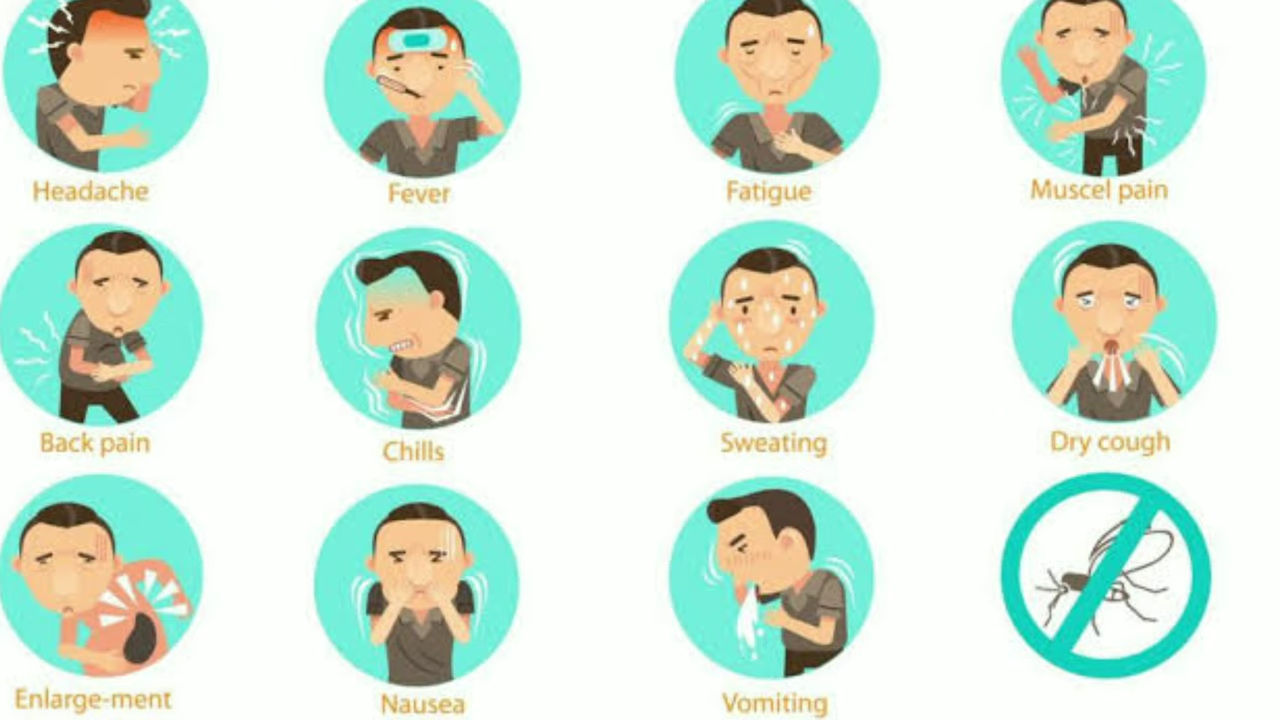 Headache
Fever
Fatigue
Muscel pain
Back pain
Chills
Sweating
Dry cough
Enlarge-ment
Nausea
Vomiting